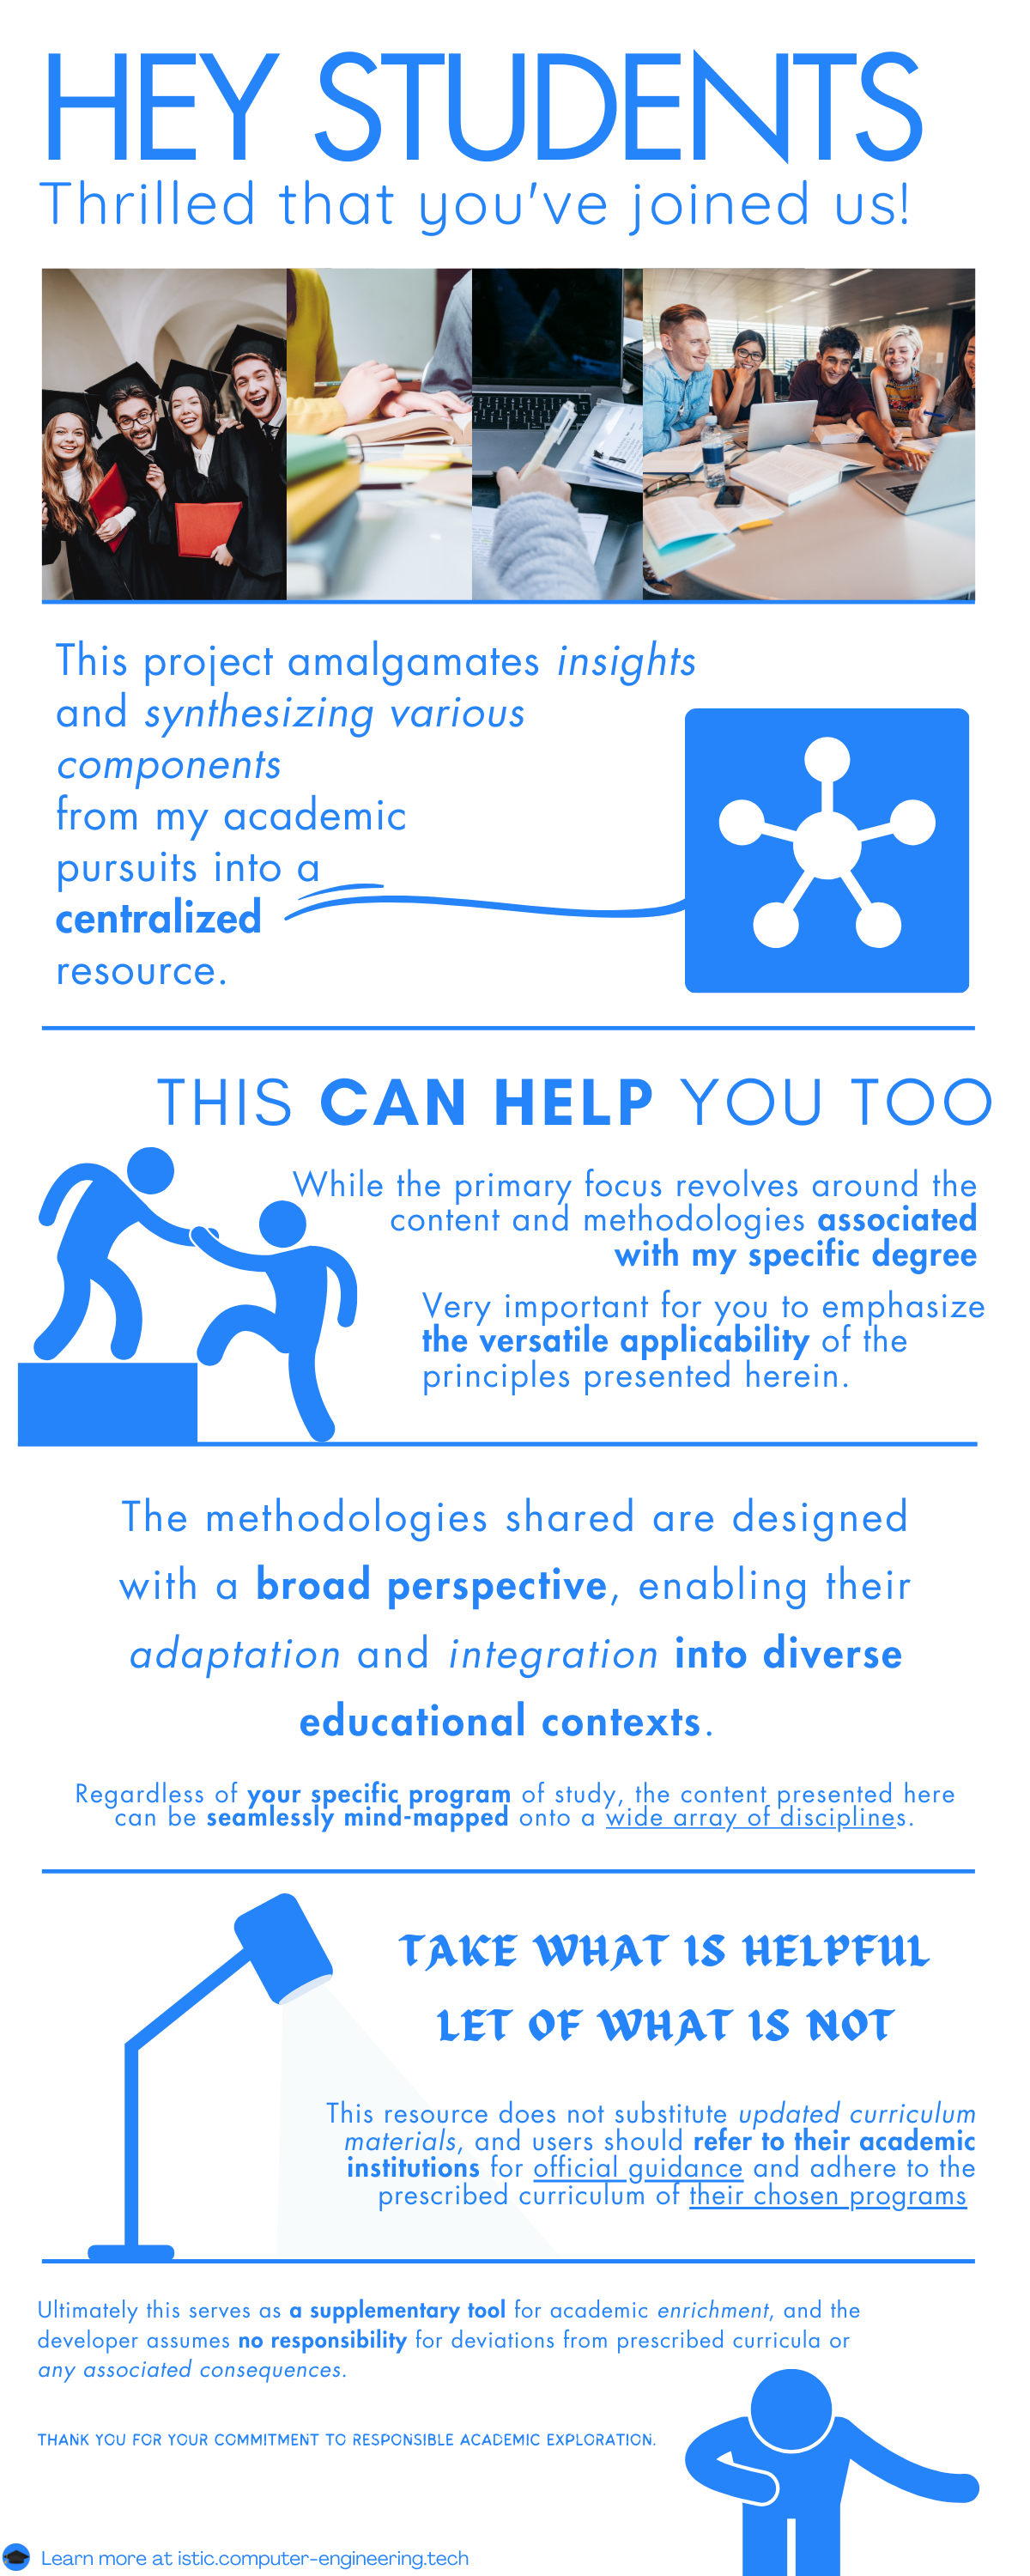 HEY STUDENTS
Thrilled that you've joined us!
This project amalgamates insights
and synthesizing various
components
from my academic
pursuits into a
centralized
resource.
THIS CAN HELP YOU TOO
While the primary focus revolves around the
content and methodologies associated
with my specific degree
Very important for you to emphasize
the versatile applicability of the
principles presented herein.
The methodologies shared are designed
with a broad perspective, enabling their
adaptation and integration into diverse
educational contexts.
Regardless of your specific program of study, the content presented here
can be seamlessly mind-mapped onto a wide array of disciplines.
TAKE WHAT IS HELPFUL
LET OF WHAT IS NOT
This resource does not substitute updated curriculum
materials, and users should refer to their academic
institutions for official guidance and adhere to the
prescribed curriculum of their chosen programs
Ultimately this serves as a supplementary tool for academic enrichment, and the
developer assumes no responsibility for deviations from prescribed curricula or
any associated consequences.
THANK YOU FOR YOUR COMMITMENT TO RESPONSIBLE ACADEMIC EXPLORATION.
Learn more at istic.computer-engineering.tech